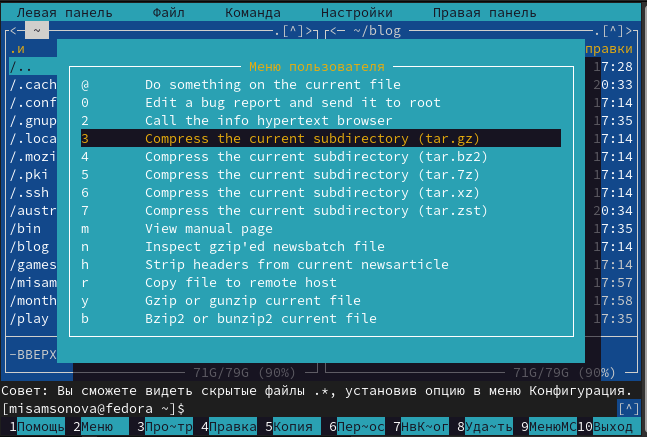 Левая панель Файл Команда Настройки Правая панель
<─ ~ .[^]>┐ ┌<─ ~/blog .[^]>
.и правки
/.. 17:28
/.cach 20:33
/.conf 17:14
/.gnup 17:35
/.loca 17:14
/.mozi 17:14
/.pki 17:14
/.ssh 17:14
/austr 20:34
/bin 17:35
/blog 17:14
/games 17:14
/misam 17:57
/month 17:58
/play 17:35
Меню пользователя
@ Do something on the current file
0 Edit a bug report and send it to root
2 Call the info hypertext browser
3 Compress the current subdirectory (tar.gz)
4 Compress the current subdirectory (tar.bz2)
5 Compress the current subdirectory (tar.7z)
6 Compress the current subdirectory (tar.xz)
7 Compress the current subdirectory (tar.zst)
m View manual page
n Inspect gzip'ed newsbatch file
h Strip headers from current newsarticle
r Copy file to remote host
y Gzip or gunzip current file
b Bzip2 or bunzip2 current file
-ВВЕРХ
71G/79G (90%) 71G/79G (90%)
Совет: Вы сможете видеть скрытые файлы .*, установив опцию в меню Конфигурация.
[misamsonova@fedora ~]$ [^]
1Помощь 2Меню 3Про~тр 4Правка 5Копия 6Пер~ос 7НвК~ог 8Уда~ть 9МенюMC 10Выход